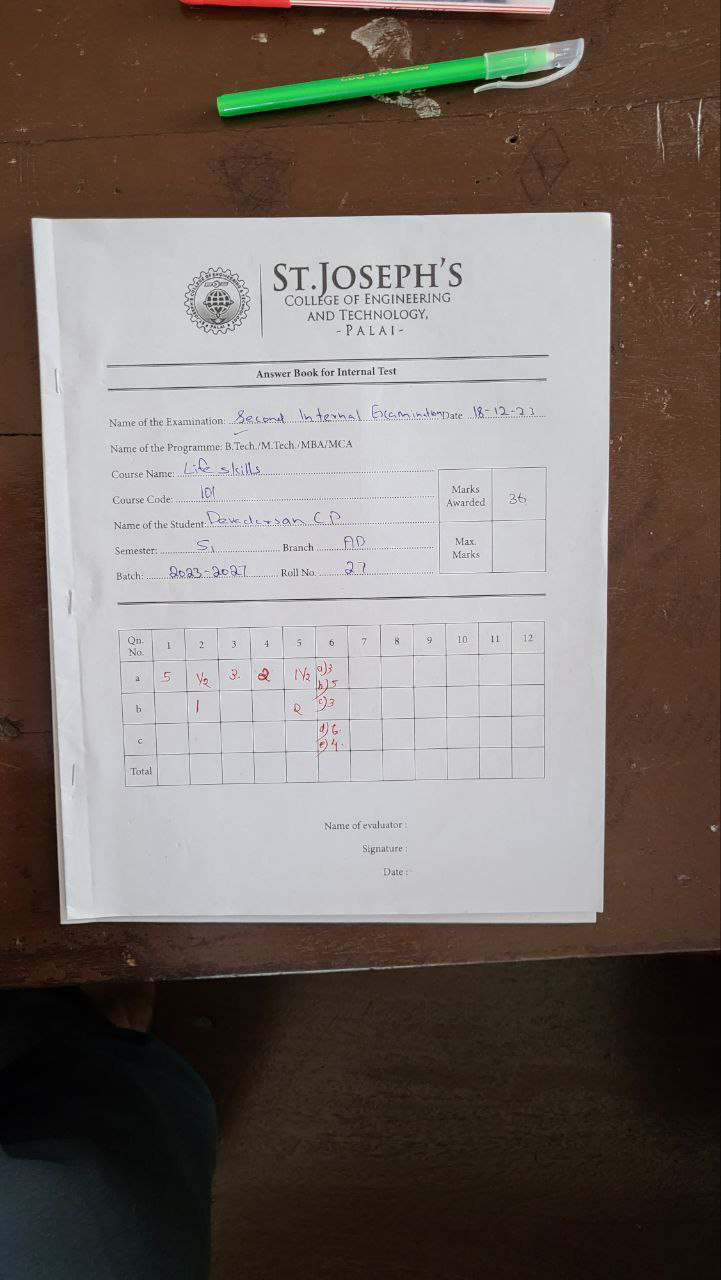 ST.JOSEPH'S
COLLEGE OF ENGINEERING
AND TECHNOLOGY,
- PALAI -
Answer Book for Internal Test
Name of the Examination: Second Internal Examination Date 18-12-23
Name of the Programme: B.Tech./M.Tech./MBA/MCA
Course Name: Life skills
Course Code: 101
Marks Awarded 36
Name of the Student: Devadarsan C P
Semester: S1 Branch AD
Max. Marks
Batch: 2023-2027 Roll No. 27
Qn. No. 1 2 3 4 5 6 7 8 9 10 11 12
a 5 1/2 3. 2 1 1/2 a) 3
b) 5
b 1 2 c) 3
c d) 6.
e) 4.
Total
Name of evaluator :
Signature :
Date :